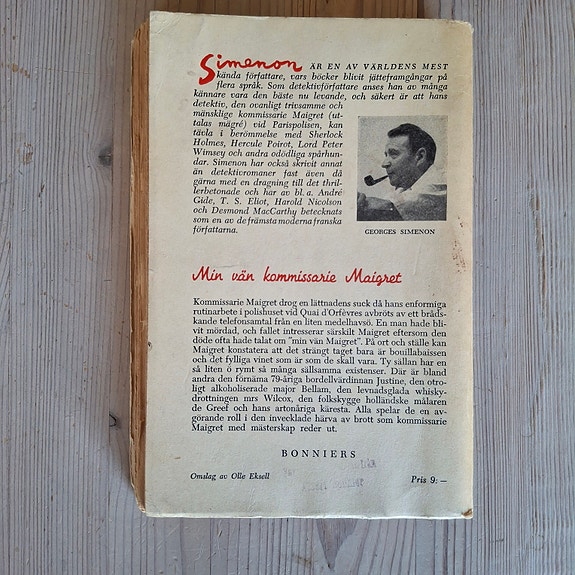 Simenon ÄR EN AV VÄRLDENS MEST
kända författare, vars böcker blivit jätteframgångar på
flera språk. Som detektivförfattare anses han av många
kännare vara den bäste nu levande, och säkert är att hans
detektiv, den ovanligt trivsamme och
mänsklige kommissarie Maigret (ut-
talas mägré) vid Parispolisen, kan
tävla i berömmelse med Sherlock
Holmes, Hercule Poirot, Lord Peter
Wimsey och andra odödliga spårhun-
dar. Simenon har också skrivit annat
än detektivromaner fast även då
gärna med en dragning till det thril-
lerbetonade och har av bl. a. André
Gide, T. S. Eliot, Harold Nicolson
och Desmond MacCarthy betecknats
som en av de främsta moderna franska
författarna.
GEORGES SIMENON
Min vän kommissarie Maigret
Kommissarie Maigret drog en lättnadens suck då hans enformiga
rutinarbete i polishuset vid Quai d'Orfèvres avbröts av ett bråds-
kande telefonsamtal från en liten medelhavsö. En man hade bli-
vit mördad, och fallet intresserar särskilt Maigret eftersom den
döde ofta hade talat om "min vän Maigret". På ort och ställe kan
Maigret konstatera att det strängt taget bara är bouillabaissen
och det fylliga vinet som är som de skall vara. Ty sällan har en
så liten ö rymt så många sällsamma existenser. Där är bland
andra den förnäma 79-åriga bordellvärdinnan Justine, den otro-
ligt alkoholiserade major Bellam, den levnadsglada whisky-
drottningen mrs Wilcox, den folkskygge holländske målaren
de Greef och hans artonåriga käresta. Alla spelar de en av-
görande roll i den invecklade härva av brott som kommissarie
Maigret med mästerskap reder ut.
BONNIERS
Omslag av Olle Eksell
Pris 9:—